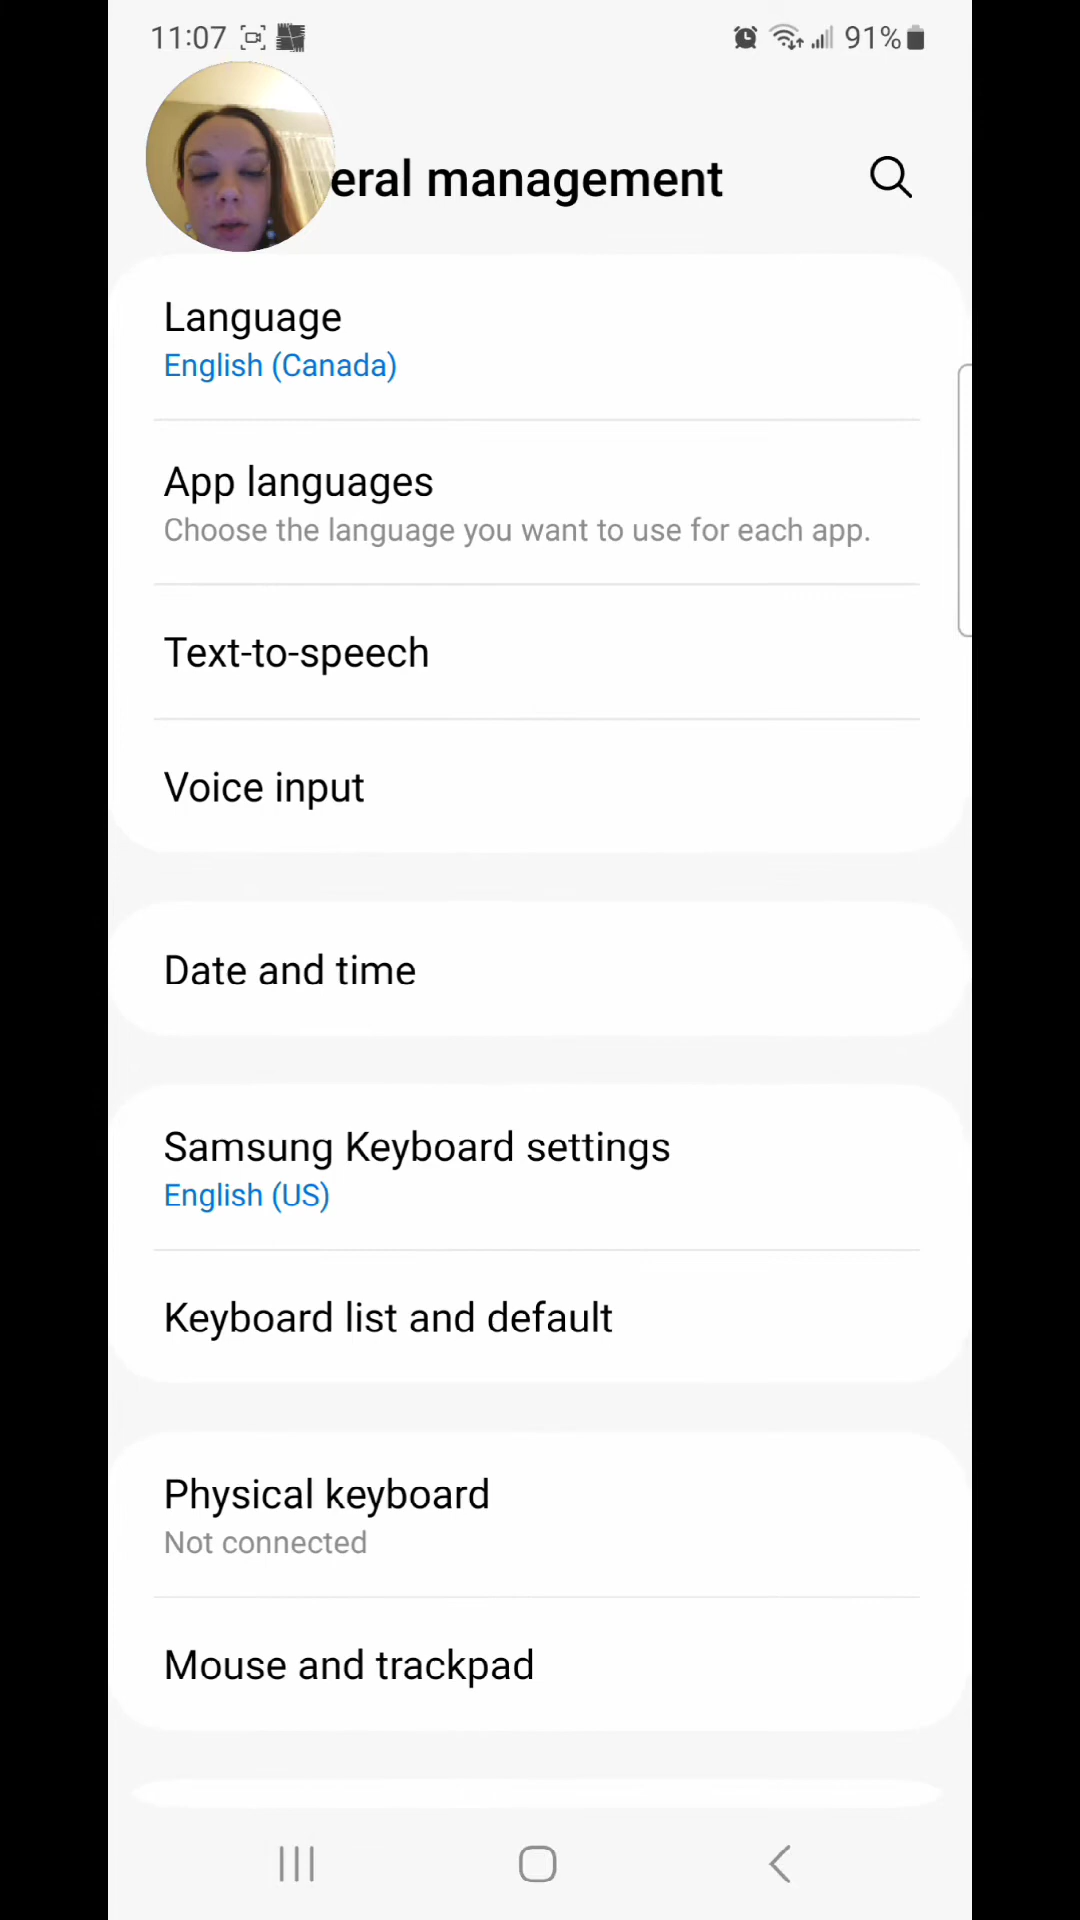 11:07 91%
eral management
Language
English (Canada)
App languages
Choose the language you want to use for each app.
Text-to-speech
Voice input
Date and time
Samsung Keyboard settings
English (US)
Keyboard list and default
Physical keyboard
Not connected
Mouse and trackpad